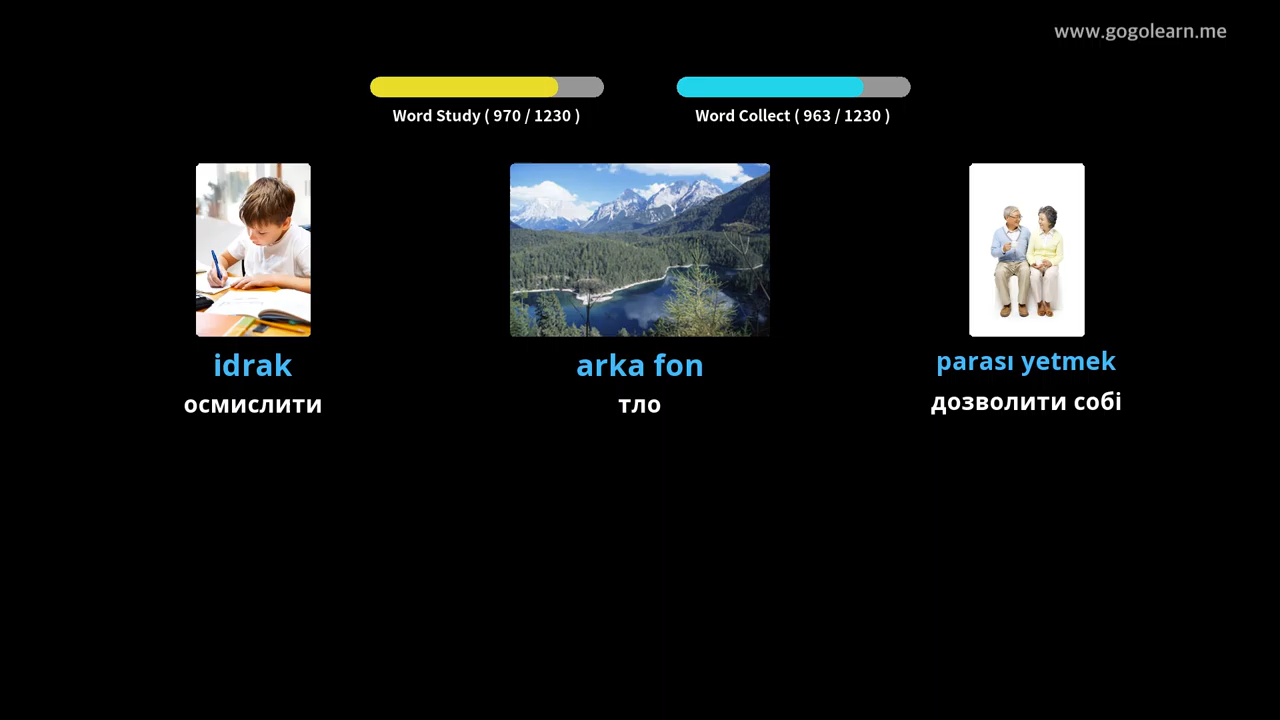 www.gogolearn.me
Word Study ( 970 / 1230 )
Word Collect ( 963 / 1230 )
idrak
arka fon
parası yetmek
осмислити
тло
дозволити собі